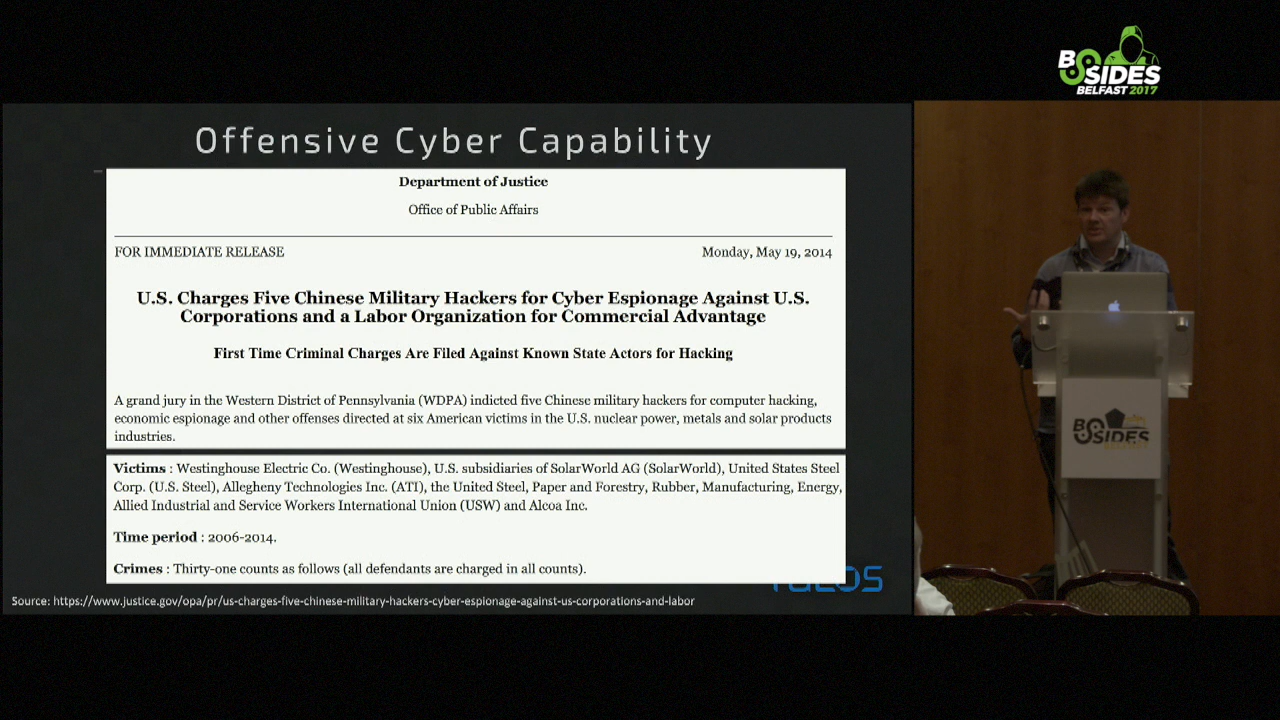 BSIDES
BELFAST 2017
Offensive Cyber Capability
Department of Justice
Office of Public Affairs
FOR IMMEDIATE RELEASE Monday, May 19, 2014
U.S. Charges Five Chinese Military Hackers for Cyber Espionage Against U.S.
Corporations and a Labor Organization for Commercial Advantage
First Time Criminal Charges Are Filed Against Known State Actors for Hacking
A grand jury in the Western District of Pennsylvania (WDPA) indicted five Chinese military hackers for computer hacking,
economic espionage and other offenses directed at six American victims in the U.S. nuclear power, metals and solar products
industries.
Victims : Westinghouse Electric Co. (Westinghouse), U.S. subsidiaries of SolarWorld AG (SolarWorld), United States Steel
Corp. (U.S. Steel), Allegheny Technologies Inc. (ATI), the United Steel, Paper and Forestry, Rubber, Manufacturing, Energy,
Allied Industrial and Service Workers International Union (USW) and Alcoa Inc.
Time period : 2006-2014.
Crimes : Thirty-one counts as follows (all defendants are charged in all counts).
Source: https://www.justice.gov/opa/pr/us-charges-five-chinese-military-hackers-cyber-espionage-against-us-corporations-and-labor
BSIDES